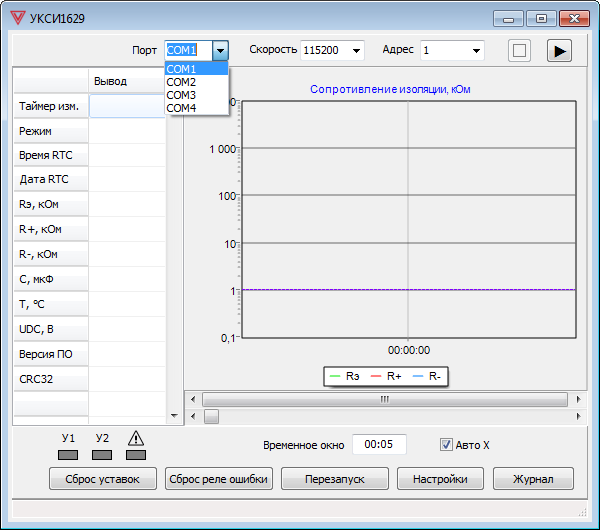 УКСИ1629
Порт COM1 Скорость 115200 Адрес 1
COM1
COM2
COM3
COM4
Вывод
Таймер изм.
Режим
Время RTC
Дата RTC
Rэ, кОм
R+, кОм
R-, кОм
C, мкФ
T, °C
UDC, В
Версия ПО
CRC32
Сопротивление изоляции, кОм
1 000
100
10
1
0,1
00:00:00
Rэ R+ R-
У1 У2
Временное окно 00:05 Авто X
Сброс уставок Сброс реле ошибки Перезапуск Настройки Журнал